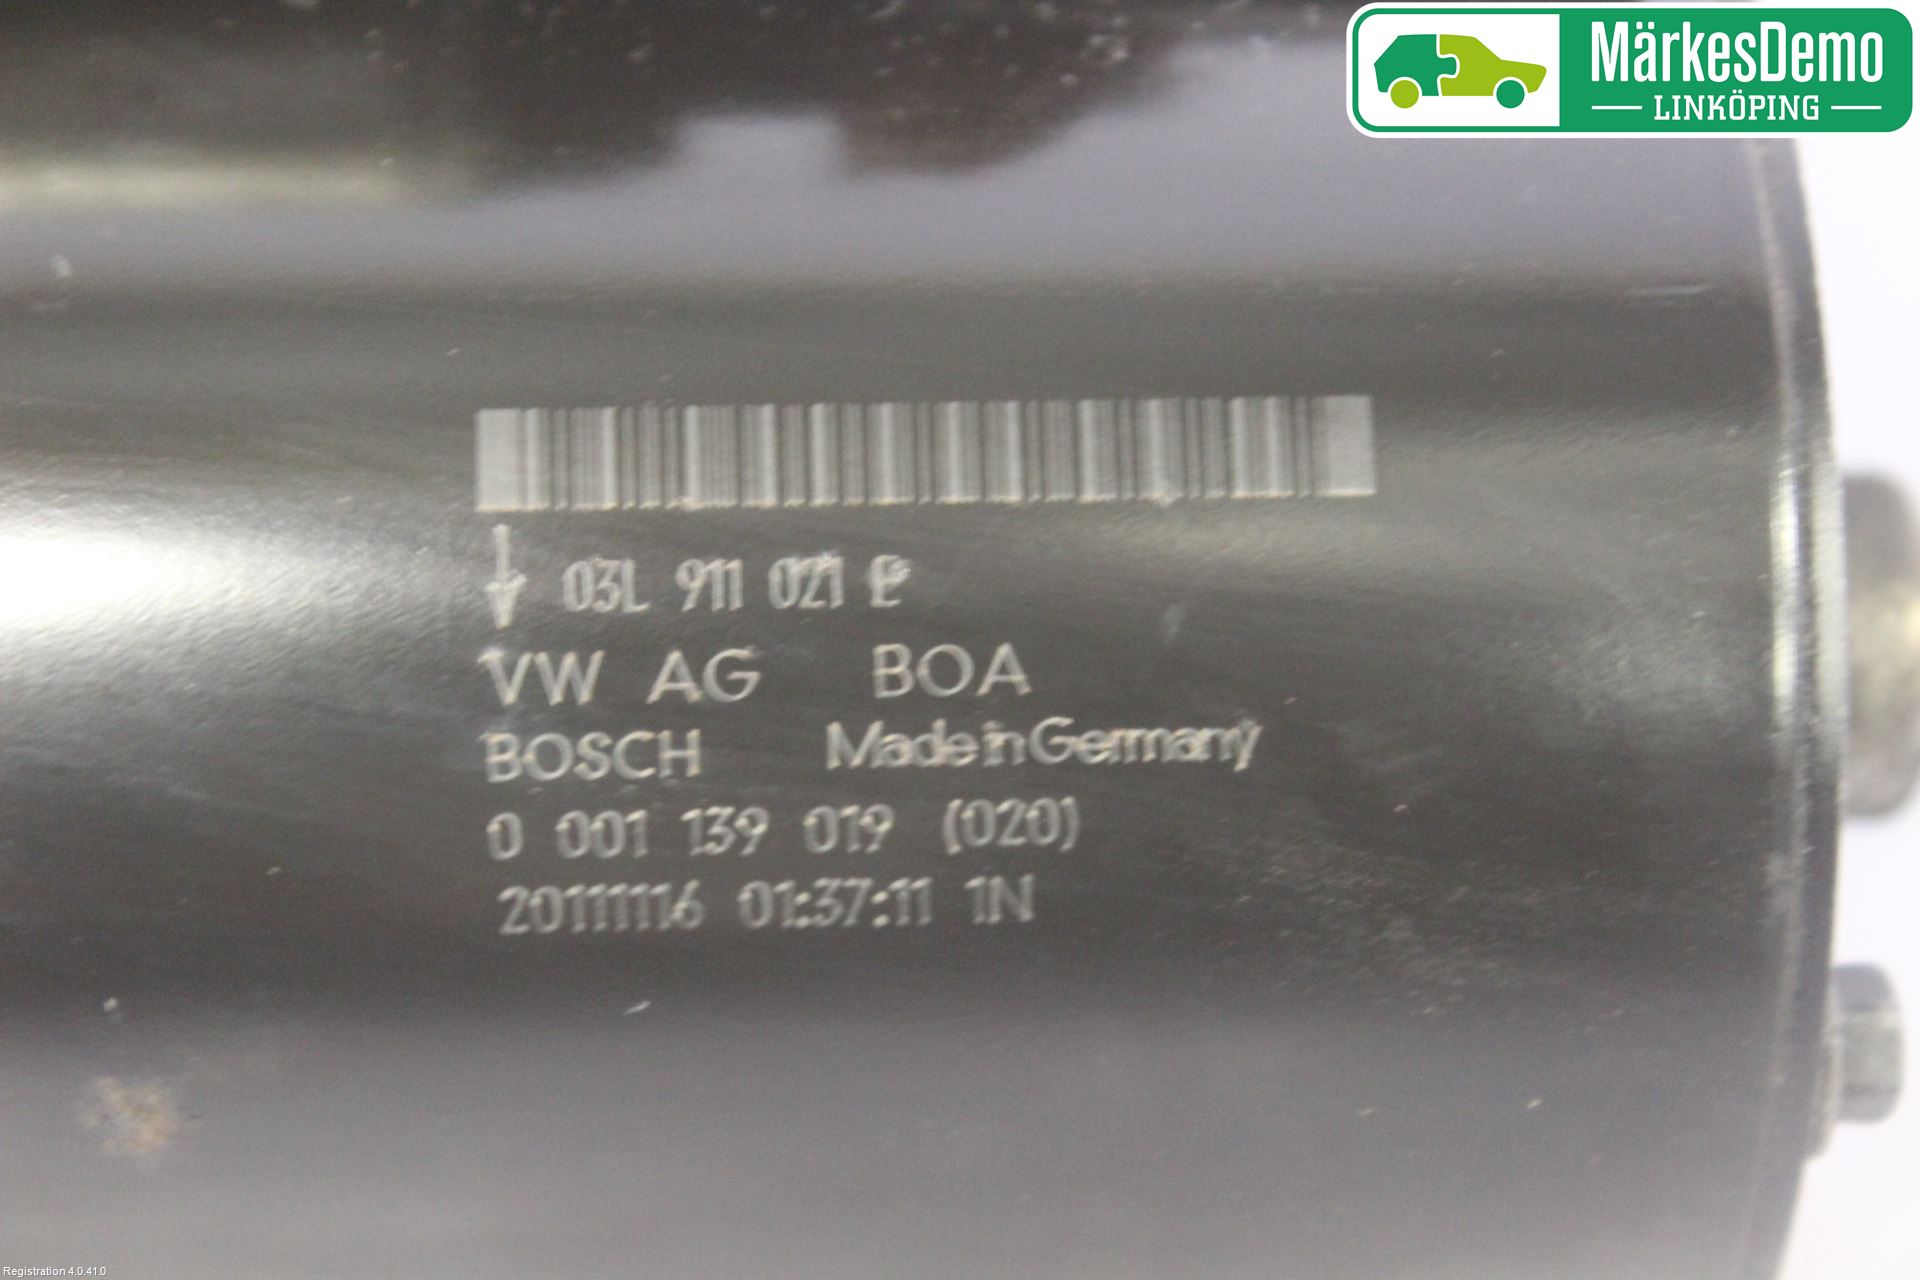 MärkesDemo
LINKÖPING
03L 911 021 E
VW AG BOA
BOSCH Made in Germany
0 001 139 019 (020)
20111116 01:37:11 1N
Registration 4.0.41.0